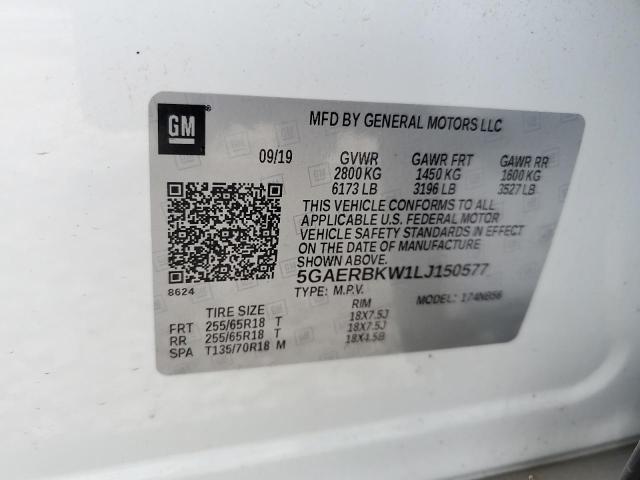 GM
MFD BY GENERAL MOTORS LLC
09/19 GVWR GAWR FRT GAWR RR
2800 KG 1450 KG 1600 KG
6173 LB 3196 LB 3527 LB
THIS VEHICLE CONFORMS TO ALL
APPLICABLE U.S. FEDERAL MOTOR
VEHICLE SAFETY STANDARDS IN EFFECT
ON THE DATE OF MANUFACTURE
SHOWN ABOVE.
8624
5GAERBKW1LJ150577
TYPE: M.P.V. MODEL: 174NB56
TIRE SIZE RIM
FRT 255/65R18 T 18X7.5J
RR 255/65R18 T 18X7.5J
SPA T135/70R18 M 18X4.5B